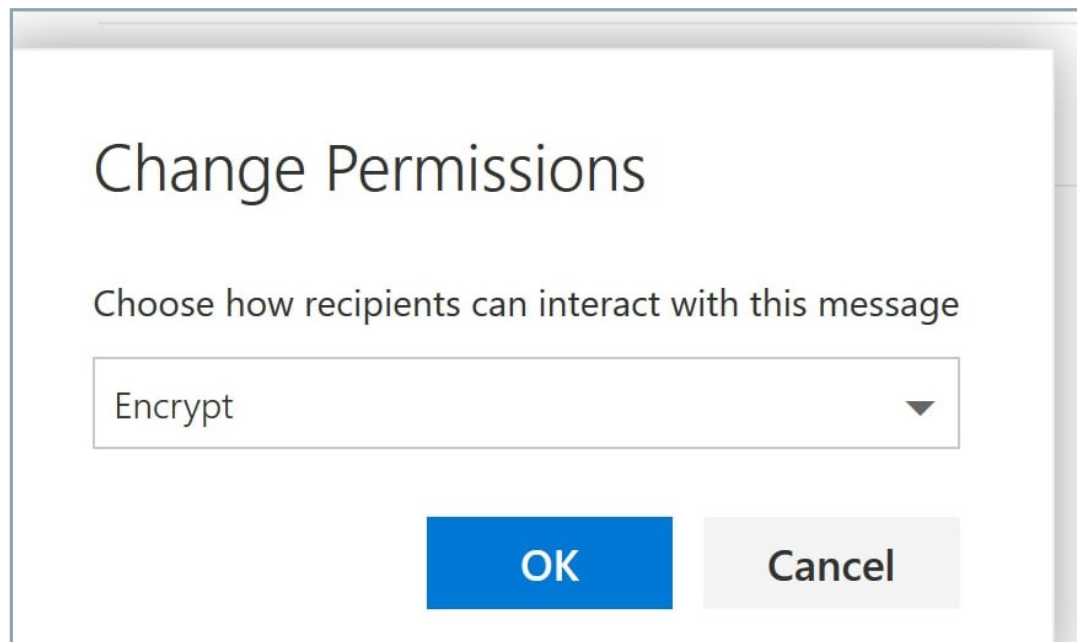 Change Permissions
Choose how recipients can interact with this message
Encrypt
OK Cancel